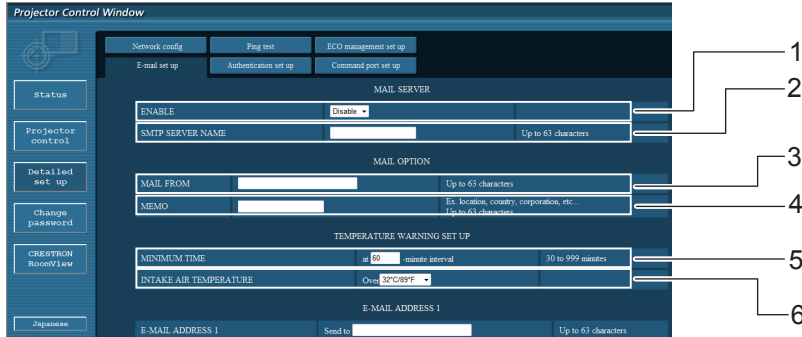 Projector Control Window
Network config Ping test ECO management set up
E-mail set up Authentication set up Command port set up
Status
Projector control
Detailed set up
Change password
CRESTRON RoomView
Japanese
MAIL SERVER
ENABLE Disable 1
SMTP SERVER NAME Up to 63 characters 2
MAIL OPTION
MAIL FROM Up to 63 characters 3
MEMO Ex. location, country, corporation, etc... 4
Up to 63 characters
TEMPERATURE WARNING SET UP
MINIMUM TIME at 60 -minute interval 30 to 999 minutes 5
INTAKE AIR TEMPERATURE Over 32°C/89°F 6
E-MAIL ADDRESS 1
E-MAIL ADDRESS 1 Send to Up to 63 characters